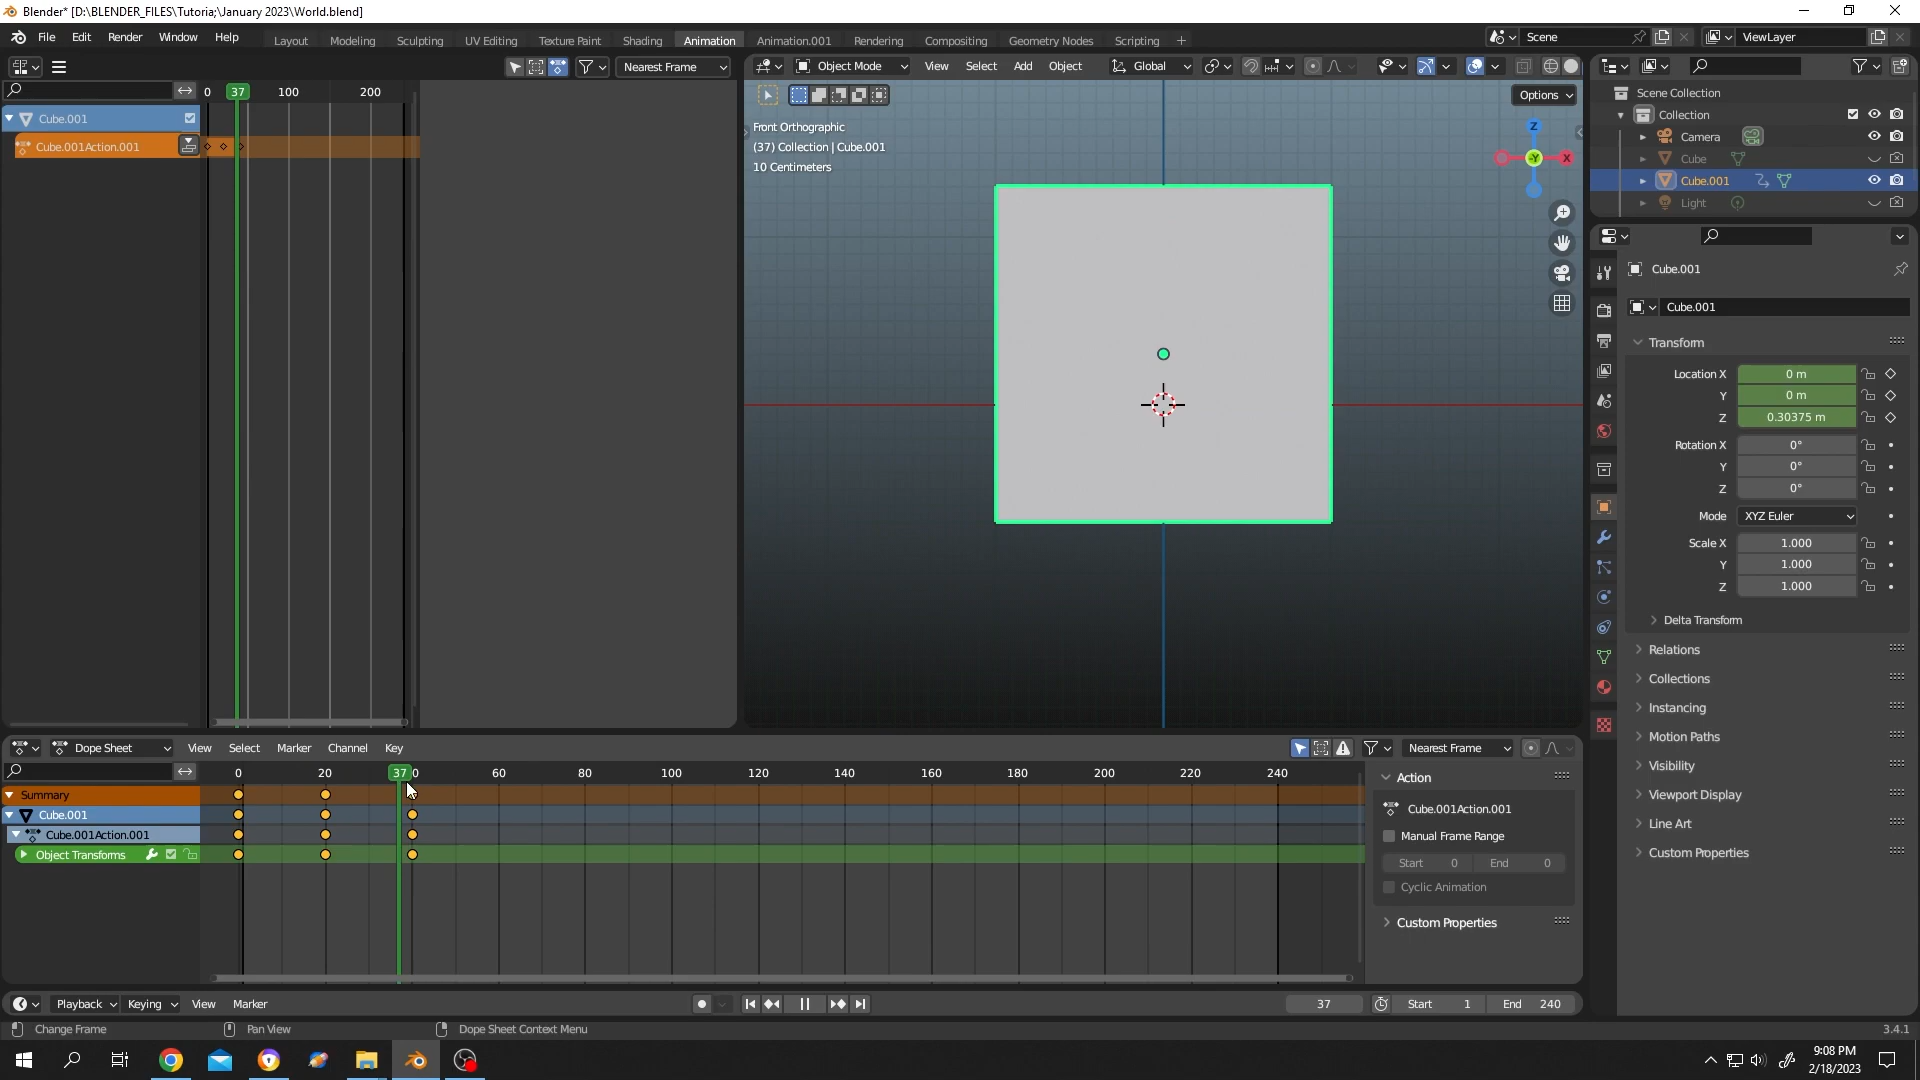 Blender* [D:\BLENDER_FILES\Tutoria;\January 2023\World.blend]
File Edit Render Window Help Layout Modeling Sculpting UV Editing Texture Paint Shading Animation Animation.001 Rendering Compositing Geometry Nodes Scripting + Scene ViewLayer
Nearest Frame Object Mode View Select Add Object Global
0 37 100 200 Options
Cube.001
Cube.001Action.001
Front Orthographic
(37) Collection | Cube.001
10 Centimeters
Z
-Y X
Scene Collection
Collection
Camera
Cube
Cube.001
Light
Cube.001
Cube.001
Transform
Location X 0 m
Y 0 m
Z 0.30375 m
Rotation X 0°
Y 0°
Z 0°
Mode XYZ Euler
Scale X 1.000
Y 1.000
Z 1.000
Delta Transform
Relations
Collections
Instancing
Motion Paths
Visibility
Viewport Display
Line Art
Custom Properties
Dope Sheet View Select Marker Channel Key Nearest Frame
0 20 37 0 60 80 100 120 140 160 180 200 220 240
Summary
Cube.001
Cube.001Action.001
Object Transforms
Action
Cube.001Action.001
Manual Frame Range
Start 0 End 0
Cyclic Animation
Custom Properties
Playback Keying View Marker 37 Start 1 End 240
Change Frame Pan View Dope Sheet Context Menu 3.4.1
9:08 PM
2/18/2023